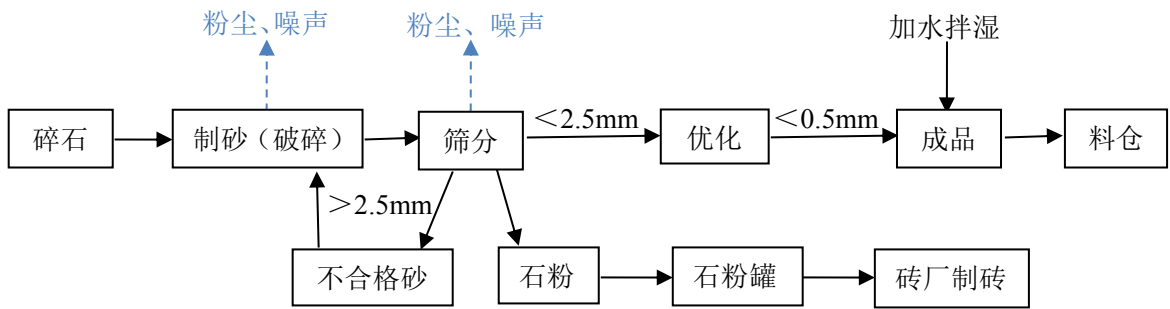 粉尘、噪声
粉尘、噪声
加水拌湿
碎石
制砂（破碎）
筛分
＜2.5mm
优化
＜0.5mm
成品
料仓
＞2.5mm
不合格砂
石粉
石粉罐
砖厂制砖